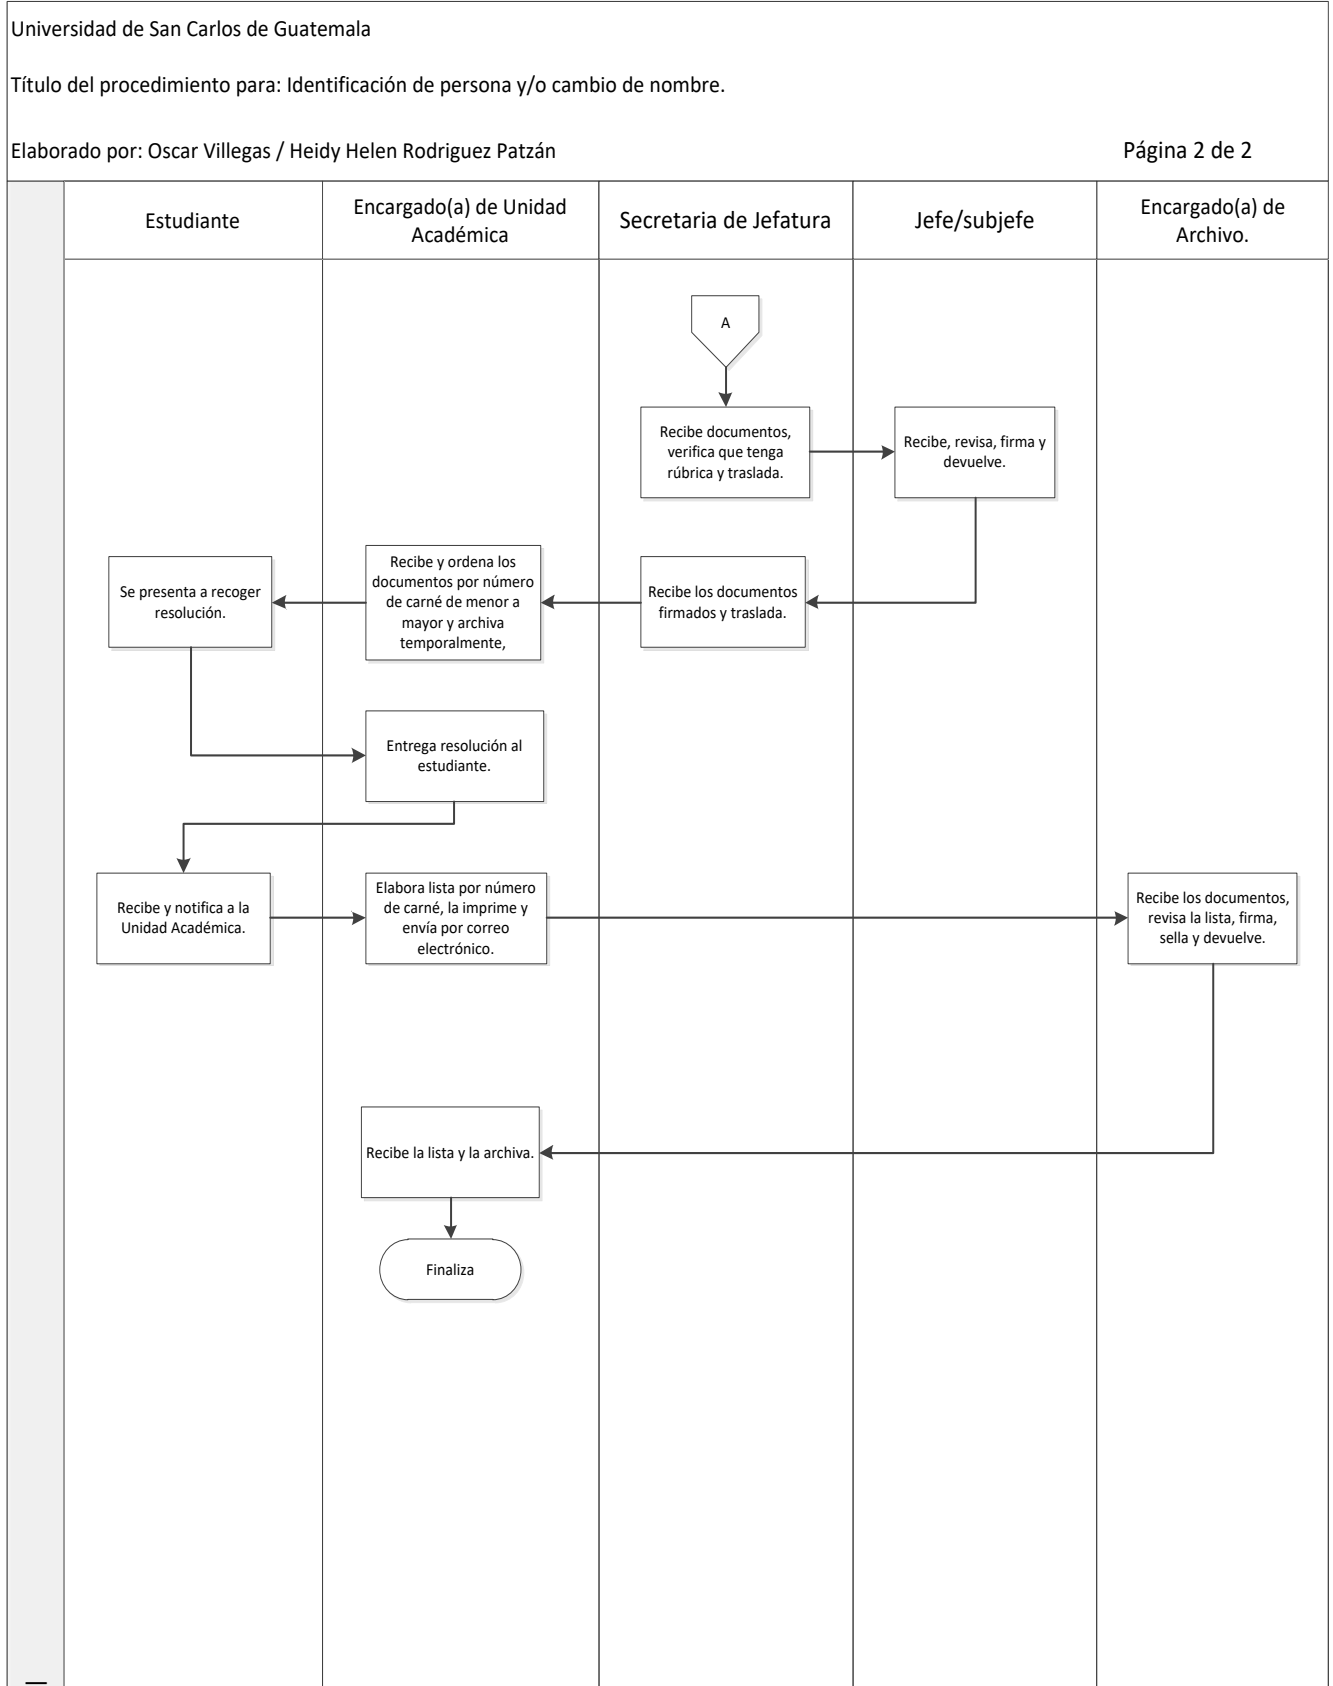 Universidad de San Carlos de Guatemala
Título del procedimiento para: Identificación de persona y/o cambio de nombre.
Elaborado por: Oscar Villegas / Heidy Helen Rodriguez Patzán
Página 2 de 2
Estudiante
Encargado(a) de Unidad
Académica
Secretaria de Jefatura
Jefe/subjefe
Encargado(a) de
Archivo.
A
Recibe documentos,
verifica que tenga
rúbrica y traslada.
Recibe, revisa, firma y
devuelve.
Recibe los documentos
firmados y traslada.
Recibe y ordena los
documentos por número
de carné de menor a
mayor y archiva
temporalmente,
Se presenta a recoger
resolución.
Entrega resolución al
estudiante.
Recibe y notifica a la
Unidad Académica.
Elabora lista por número
de carné, la imprime y
envía por correo
electrónico.
Recibe los documentos,
revisa la lista, firma,
sella y devuelve.
Recibe la lista y la archiva.
Finaliza